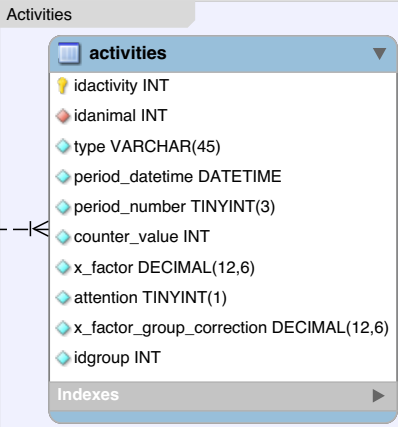 Activities
activities
idactivity INT
idanimal INT
type VARCHAR(45)
period_datetime DATETIME
period_number TINYINT(3)
counter_value INT
x_factor DECIMAL(12,6)
attention TINYINT(1)
x_factor_group_correction DECIMAL(12,6)
idgroup INT
Indexes